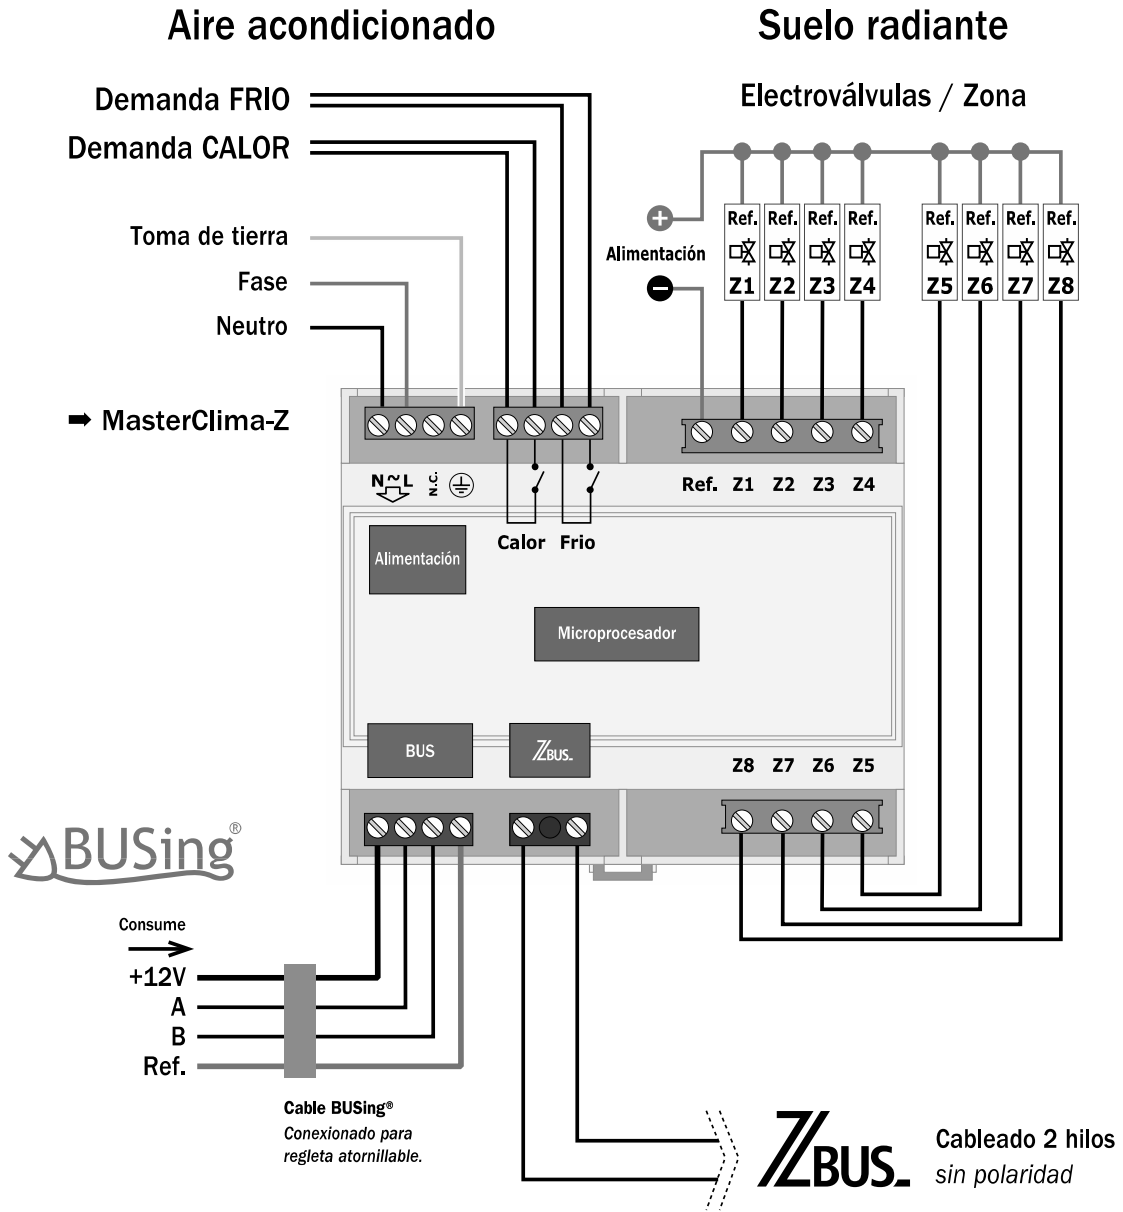 Aire acondicionado
Suelo radiante
Demanda FRIO
Demanda CALOR
Electroválvulas / Zona
Toma de tierra
Fase
Neutro
Alimentación
Ref. Ref. Ref. Ref. Ref. Ref. Ref. Ref.
Z1 Z2 Z3 Z4 Z5 Z6 Z7 Z8
➡ MasterClima-Z
N~L
N.C.
Ref. Z1 Z2 Z3 Z4
Calor Frio
Alimentación
Microprocesador
BUS
ZBUS
Z8 Z7 Z6 Z5
BUSing®
Consume
+12V
A
B
Ref.
Cable BUSing®
Conexionado para
regleta atornillable.
ZBUS
Cableado 2 hilos
sin polaridad